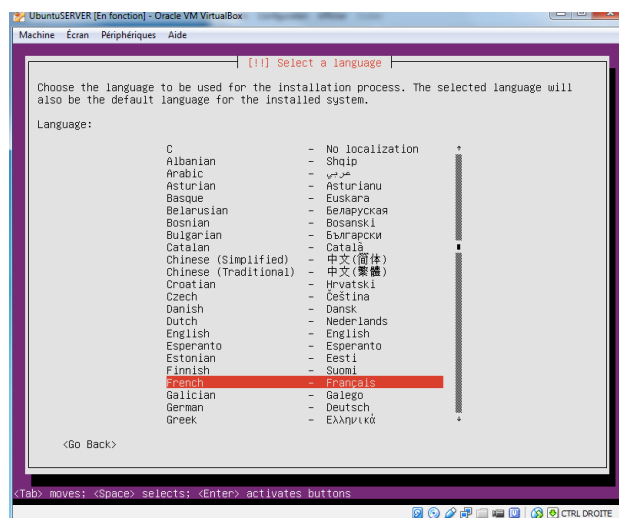 UbuntuSERVER [En fonction] - Oracle VM VirtualBox
Machine Écran Périphériques Aide
[!!] Select a language
Choose the language to be used for the installation process. The selected language will
also be the default language for the installed system.
Language:
C - No localization
Albanian - Shqip
Arabic - عربي
Asturian - Asturianu
Basque - Euskara
Belarusian - Беларуская
Bosnian - Bosanski
Bulgarian - Български
Catalan - Català
Chinese (Simplified) - 中文(简体)
Chinese (Traditional) - 中文(繁體)
Croatian - Hrvatski
Czech - Čeština
Danish - Dansk
Dutch - Nederlands
English - English
Esperanto - Esperanto
Estonian - Eesti
Finnish - Suomi
French - Français
Galician - Galego
German - Deutsch
Greek - Ελληνικά
<Go Back>
<Tab> moves; <Space> selects; <Enter> activates buttons
CTRL DROITE